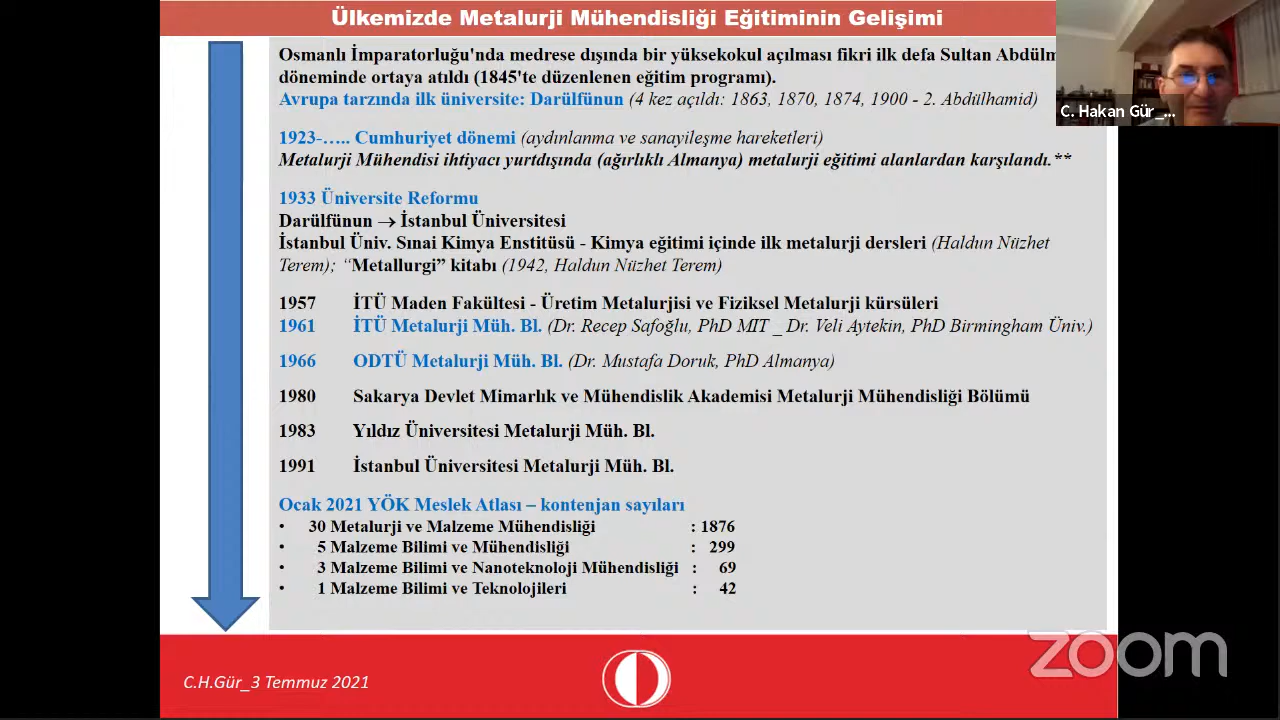 Ülkemizde Metalurji Mühendisliği Eğitiminin Gelişimi
Osmanlı İmparatorluğu'nda medrese dışında bir yüksekokul açılması fikri ilk defa Sultan
döneminde ortaya atıldı (1845'te düzenlenen eğitim programı).
Avrupa tarzında ilk üniversite: Darülfünun (4 kez açıldı: 1863, 1870, 1874, 1900 - 2. Abdülhamid)
C. Hakan Gür_...
1923-….. Cumhuriyet dönemi (aydınlanma ve sanayileşme hareketleri)
Metalurji Mühendisi ihtiyacı yurtdışında (ağırlıklı Almanya) metalurji eğitimi alanlardan karşılandı.**
1933 Üniversite Reformu
Darülfünun → İstanbul Üniversitesi
İstanbul Üniv. Sınai Kimya Enstitüsü - Kimya eğitimi içinde ilk metalurji dersleri (Haldun Nüzhet
Terem); “Metallurgi” kitabı (1942, Haldun Nüzhet Terem)
1957 İTÜ Maden Fakültesi - Üretim Metalurjisi ve Fiziksel Metalurji kürsüleri
1961 İTÜ Metalurji Müh. Bl. (Dr. Recep Safoğlu, PhD MIT _ Dr. Veli Aytekin, PhD Birmingham Üniv.)
1966 ODTÜ Metalurji Müh. Bl. (Dr. Mustafa Doruk, PhD Almanya)
1980 Sakarya Devlet Mimarlık ve Mühendislik Akademisi Metalurji Mühendisliği Bölümü
1983 Yıldız Üniversitesi Metalurji Müh. Bl.
1991 İstanbul Üniversitesi Metalurji Müh. Bl.
Ocak 2021 YÖK Meslek Atlası – kontenjan sayıları
• 30 Metalurji ve Malzeme Mühendisliği : 1876
• 5 Malzeme Bilimi ve Mühendisliği : 299
• 3 Malzeme Bilimi ve Nanoteknoloji Mühendisliği : 69
• 1 Malzeme Bilimi ve Teknolojileri : 42
C.H.Gür_3 Temmuz 2021
zoom